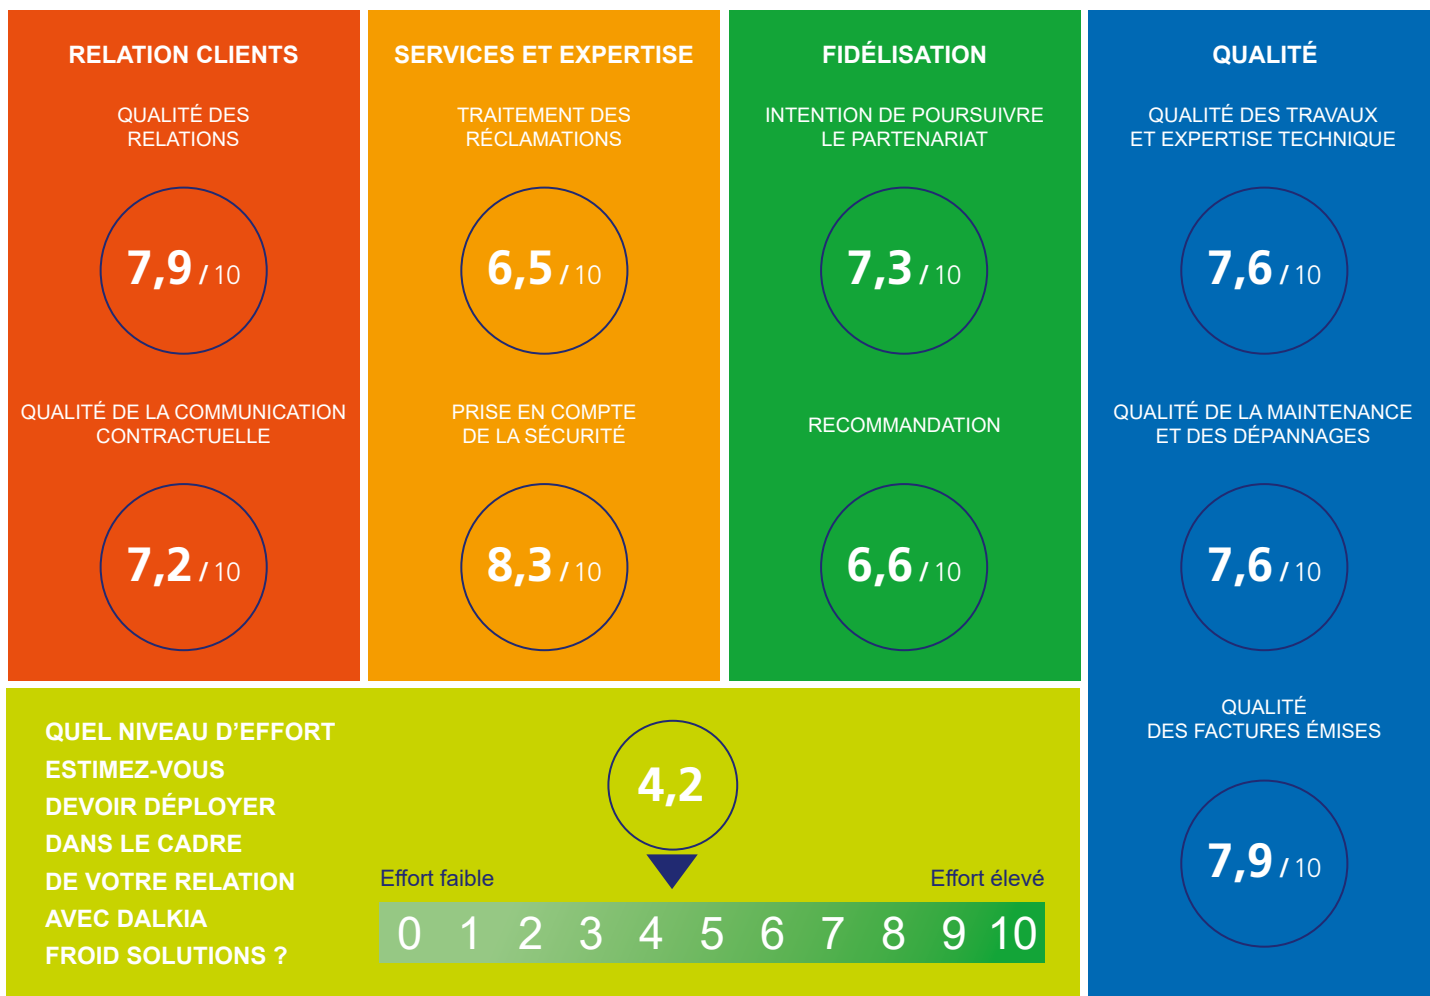 RELATION CLIENTS
QUALITÉ DES
RELATIONS
7,9 / 10
QUALITÉ DE LA COMMUNICATION
CONTRACTUELLE
7,2 / 10
SERVICES ET EXPERTISE
TRAITEMENT DES
RÉCLAMATIONS
6,5 / 10
PRISE EN COMPTE
DE LA SÉCURITÉ
8,3 / 10
FIDÉLISATION
INTENTION DE POURSUIVRE
LE PARTENARIAT
7,3 / 10
RECOMMANDATION
6,6 / 10
QUALITÉ
QUALITÉ DES TRAVAUX
ET EXPERTISE TECHNIQUE
7,6 / 10
QUALITÉ DE LA MAINTENANCE
ET DES DÉPANNAGES
7,6 / 10
QUALITÉ
DES FACTURES ÉMISES
7,9 / 10
QUEL NIVEAU D’EFFORT
ESTIMEZ-VOUS
DEVOIR DÉPLOYER
DANS LE CADRE
DE VOTRE RELATION
AVEC DALKIA
FROID SOLUTIONS ?
4,2
Effort faible
Effort élevé
0 1 2 3 4 5 6 7 8 9 10